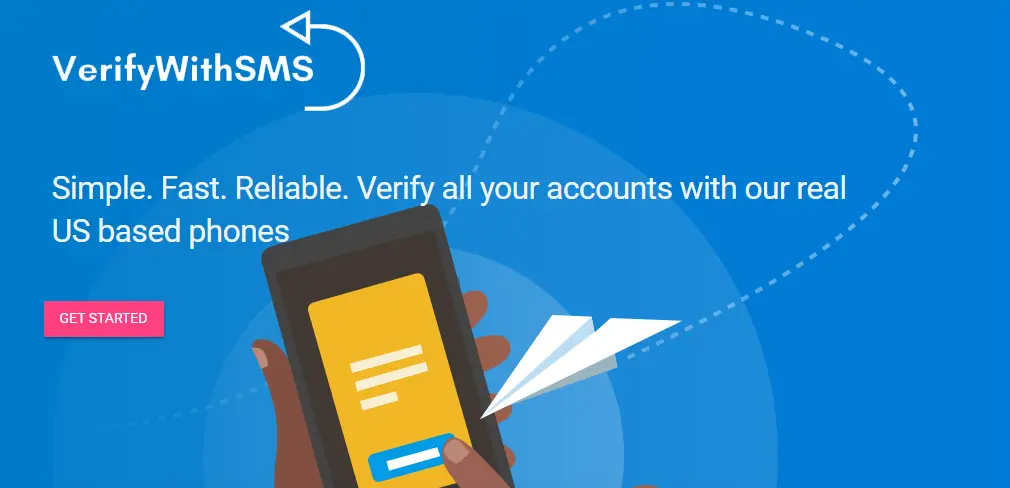 VerifyWithSMS
Simple. Fast. Reliable. Verify all your accounts with our real
US based phones
GET STARTED